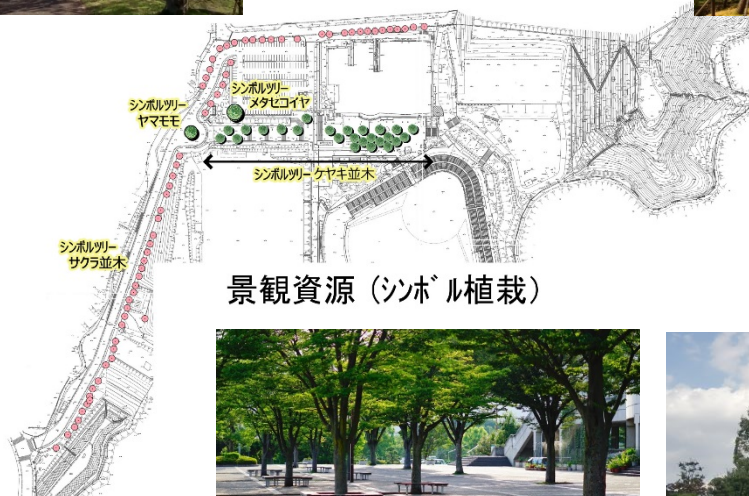 シンボルツリー
メタセコイヤ
シンボルツリー
ヤマモモ
シンボルツリー ケヤキ並木
シンボルツリー
サクラ並木
景観資源（シンボル植栽）